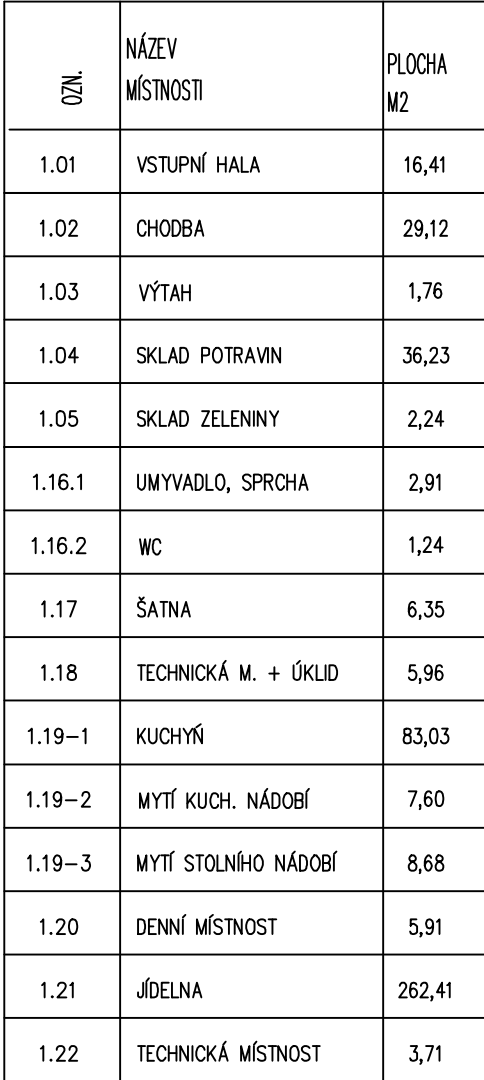 OZN. NÁZEV MÍSTNOSTI PLOCHA M2
1.01 VSTUPNÍ HALA 16,41
1.02 CHODBA 29,12
1.03 VÝTAH 1,76
1.04 SKLAD POTRAVIN 36,23
1.05 SKLAD ZELENINY 2,24
1.16.1 UMYVADLO, SPRCHA 2,91
1.16.2 WC 1,24
1.17 ŠATNA 6,35
1.18 TECHNICKÁ M. + ÚKLID 5,96
1.19-1 KUCHYŃ 83,03
1.19-2 MYTÍ KUCH. NÁDOBÍ 7,60
1.19-3 MYTÍ STOLNÍHO NÁDOBÍ 8,68
1.20 DENNÍ MÍSTNOST 5,91
1.21 JÍDELNA 262,41
1.22 TECHNICKÁ MÍSTNOST 3,71